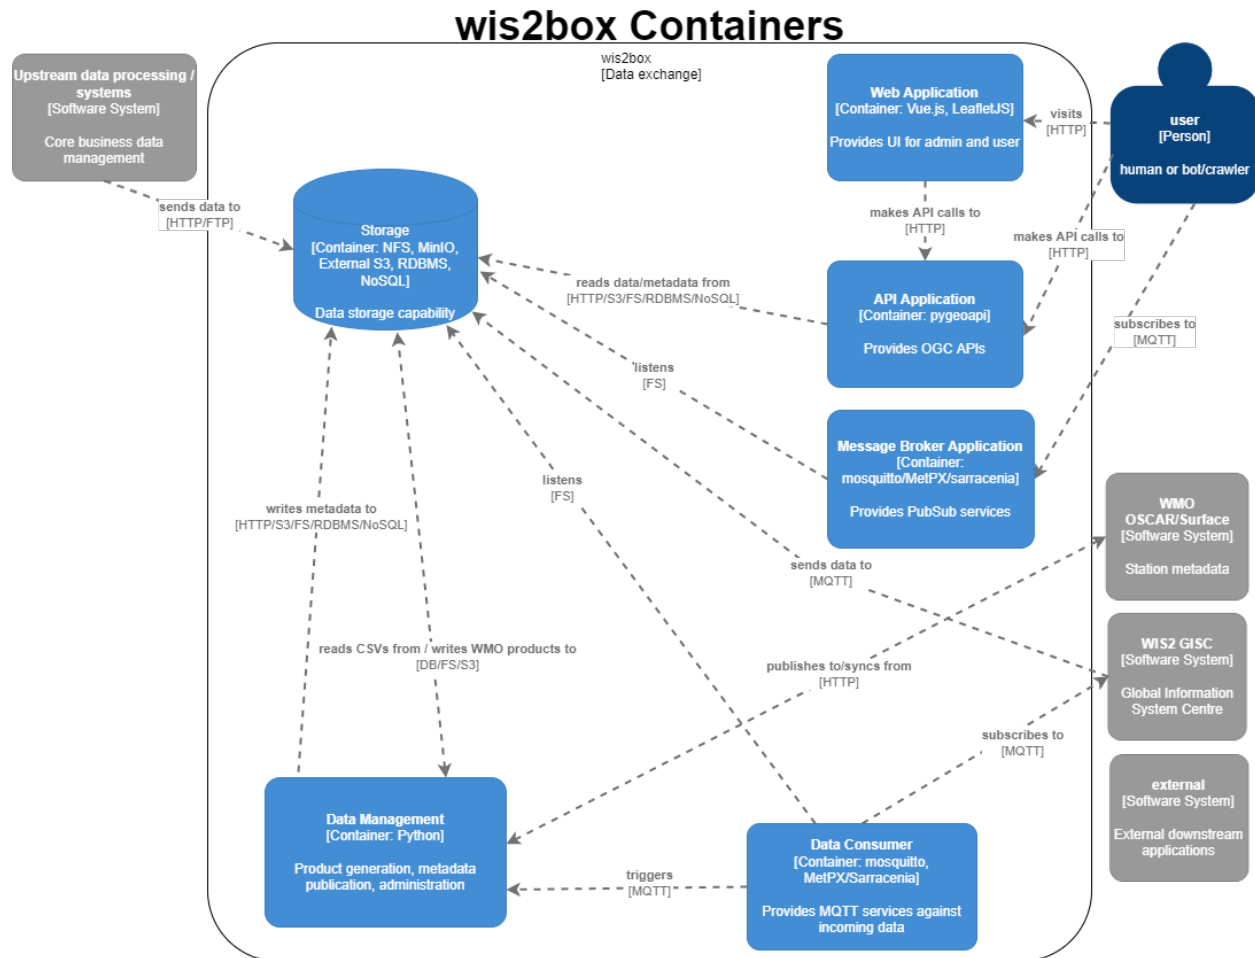 wis2box Containers
wis2box
[Data exchange]
Upstream data processing /
systems
[Software System]
Core business data
management
Web Application
[Container: Vue.js, LeafletJS]
Provides UI for admin and user
visits
[HTTP]
user
[Person]
human or bot/crawler
sends data to
[HTTP/FTP]
Storage
[Container: NFS, MinIO,
External S3, RDBMS,
NoSQL]
Data storage capability
makes API calls to
[HTTP]
makes API calls to
[HTTP]
reads data/metadata from
[HTTP/S3/FS/RDBMS/NoSQL]
API Application
[Container: pygeoapi]
Provides OGC APIs
subscribes to
[MQTT]
listens
[FS]
Message Broker Application
[Container:
mosquitto/MetPX/sarracenia]
Provides PubSub services
listens
[FS]
writes metadata to
[HTTP/S3/FS/RDBMS/NoSQL]
WMO
OSCAR/Surface
[Software System]
Station metadata
sends data to
[MQTT]
reads CSVs from / writes WMO products to
[DB/FS/S3]
publishes to/syncs from
[HTTP]
WIS2 GISC
[Software System]
Global Information
System Centre
subscribes to
[MQTT]
external
[Software System]
External downstream
applications
Data Management
[Container: Python]
Product generation, metadata
publication, administration
triggers
[MQTT]
Data Consumer
[Container: mosquitto,
MetPX/Sarracenia]
Provides MQTT services against
incoming data